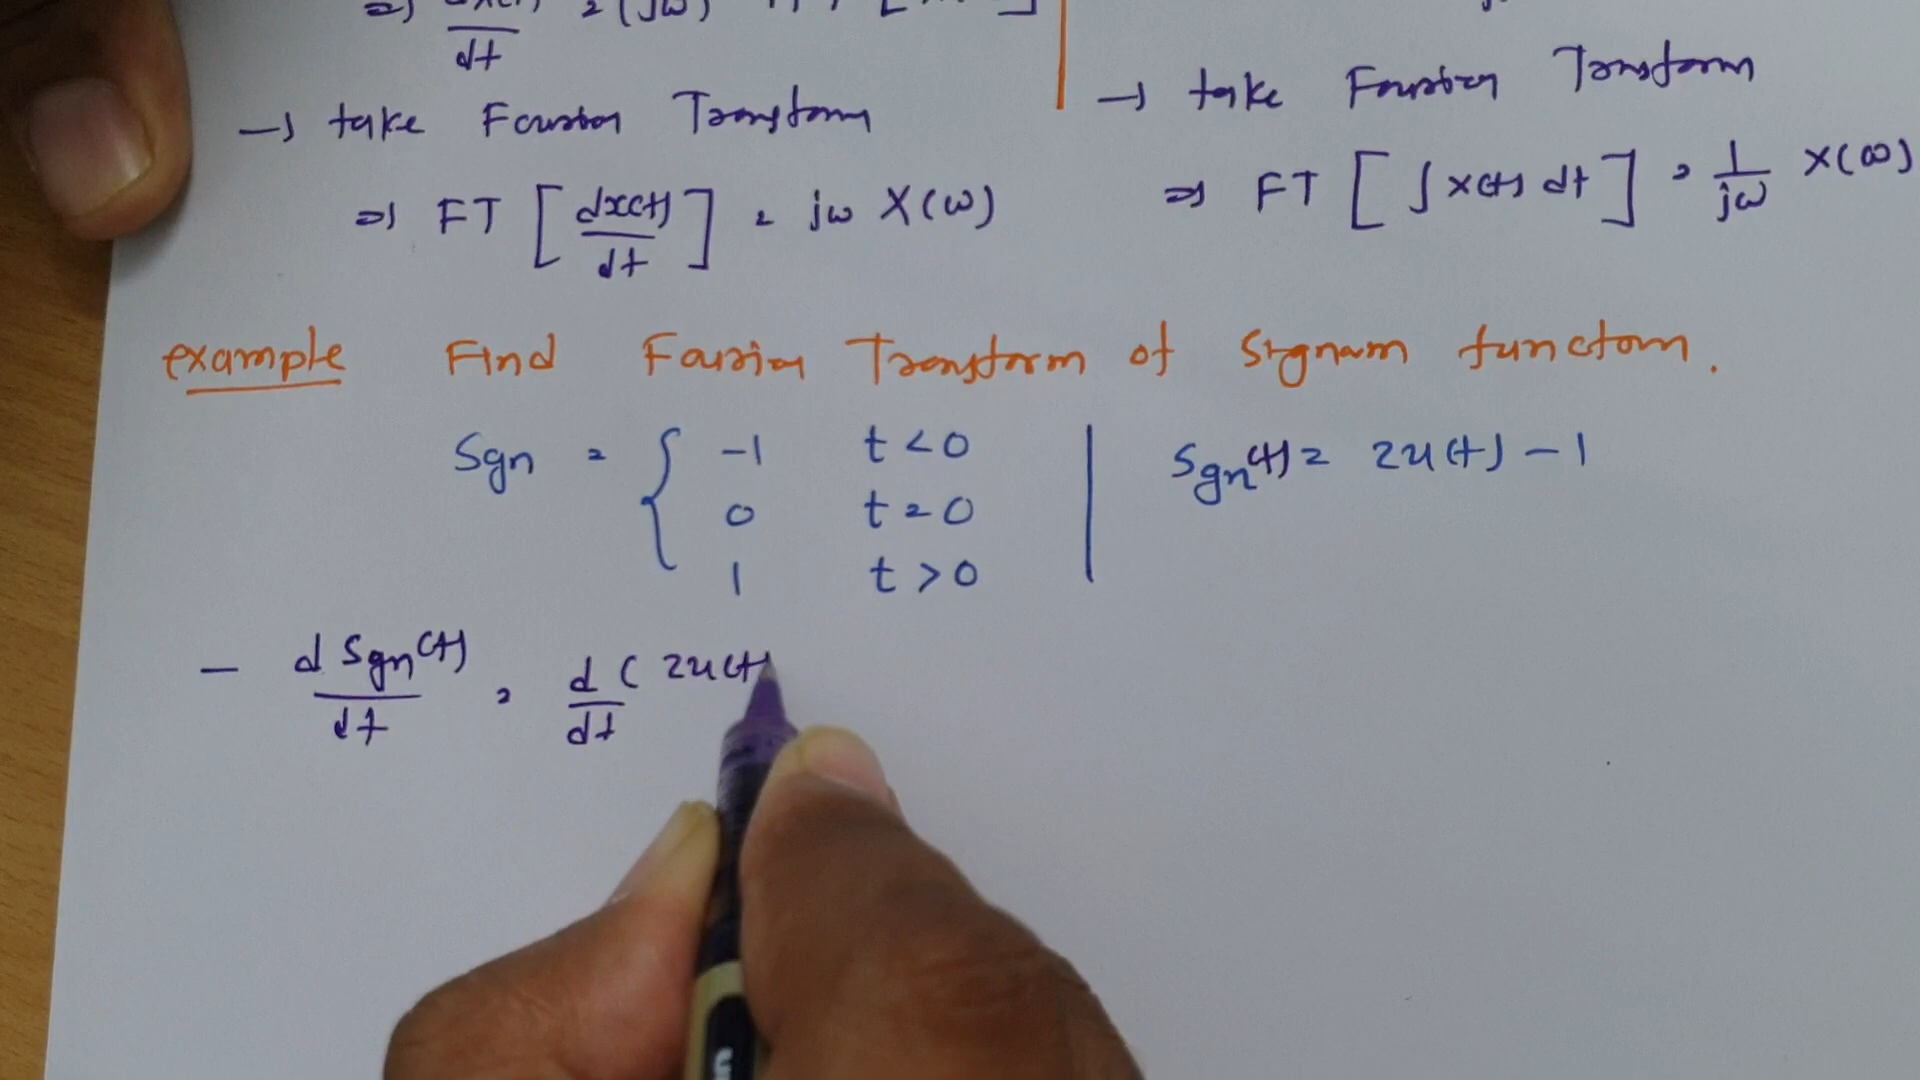 dt
→ take Fourier Transform
⇒ FT [ dx(t)/dt ] = jω X(ω)
→ take Fourier Transform
⇒ FT [ ∫ x(t) dt ] = 1/jω X(ω)
example Find Fourier Transform of Signam function.
Sgn = { -1 t < 0
0 t = 0
1 t > 0
Sgn(t) = 2u(t) - 1
- d Sgn(t)/dt = d/dt ( 2u(t)